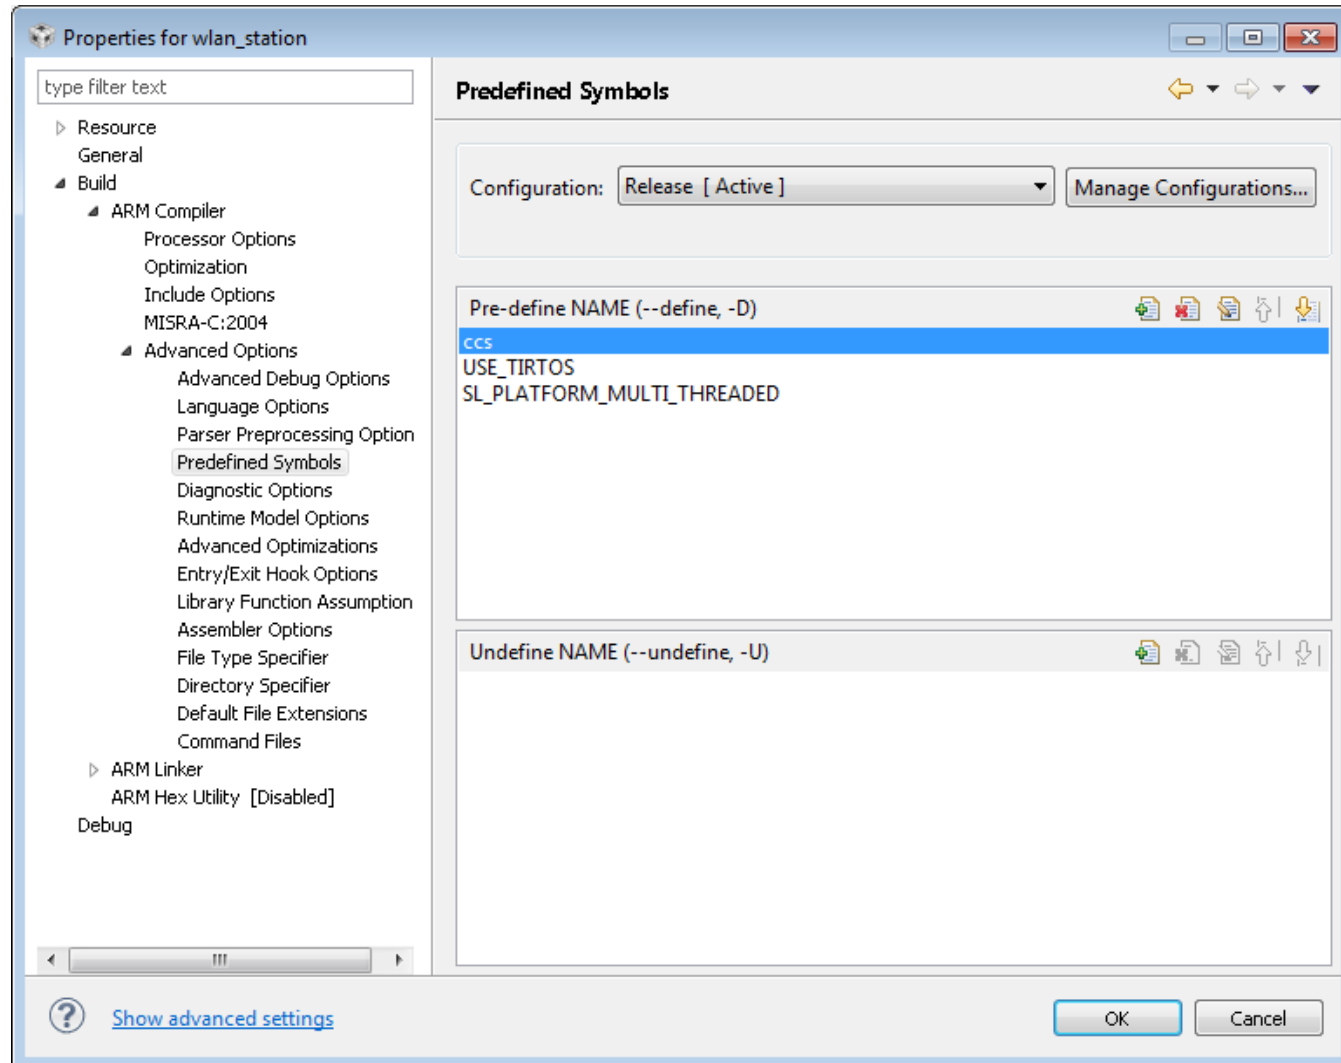 Properties for wlan_station
type filter text
Resource
General
Build
ARM Compiler
Processor Options
Optimization
Include Options
MISRA-C:2004
Advanced Options
Advanced Debug Options
Language Options
Parser Preprocessing Option
Predefined Symbols
Diagnostic Options
Runtime Model Options
Advanced Optimizations
Entry/Exit Hook Options
Library Function Assumption
Assembler Options
File Type Specifier
Directory Specifier
Default File Extensions
Command Files
ARM Linker
ARM Hex Utility [Disabled]
Debug
Predefined Symbols
Configuration: Release [ Active ] Manage Configurations...
Pre-define NAME (--define, -D)
ccs
USE_TIRTOS
SL_PLATFORM_MULTI_THREADED
Undefine NAME (--undefine, -U)
Show advanced settings
OK Cancel